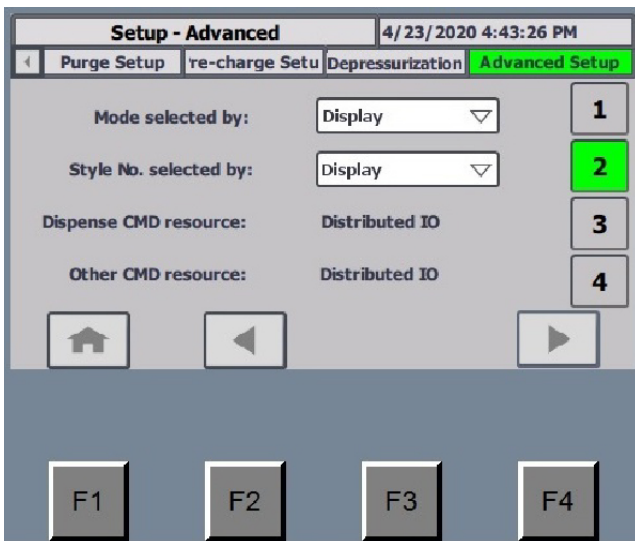 Setup - Advanced 4/23/2020 4:43:26 PM
Purge Setup 're-charge Setu Depressurization Advanced Setup
Mode selected by: Display 1
Style No. selected by: Display 2
Dispense CMD resource: Distributed IO 3
Other CMD resource: Distributed IO 4
F1 F2 F3 F4